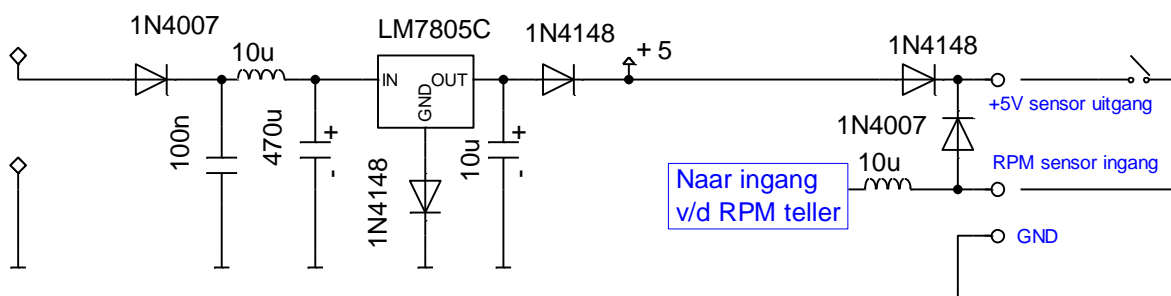 1N4007
10u
LM7805C
1N4148
+ 5
1N4148
IN
OUT
GND
+5V sensor uitgang
100n
470u
+
-
1N4148
10u
+
-
1N4007
10u
RPM sensor ingang
Naar ingang
v/d RPM teller
GND